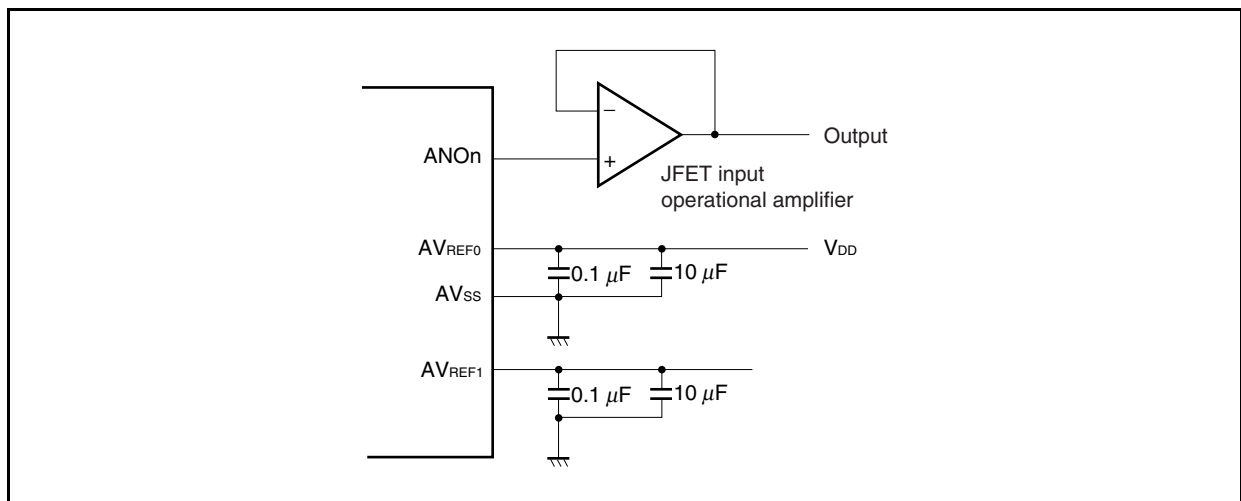 −
Output
ANOn
+
JFET input
operational amplifier
AVREF0
VDD
0.1 μF
10 μF
AVSS
AVREF1
0.1 μF
10 μF